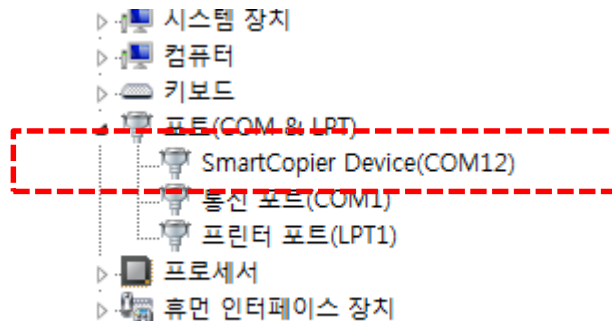 시스템 장치
컴퓨터
키보드
포트(COM & LPT)
SmartCopier Device(COM12)
통신 포트(COM1)
프린터 포트(LPT1)
프로세서
휴먼 인터페이스 장치